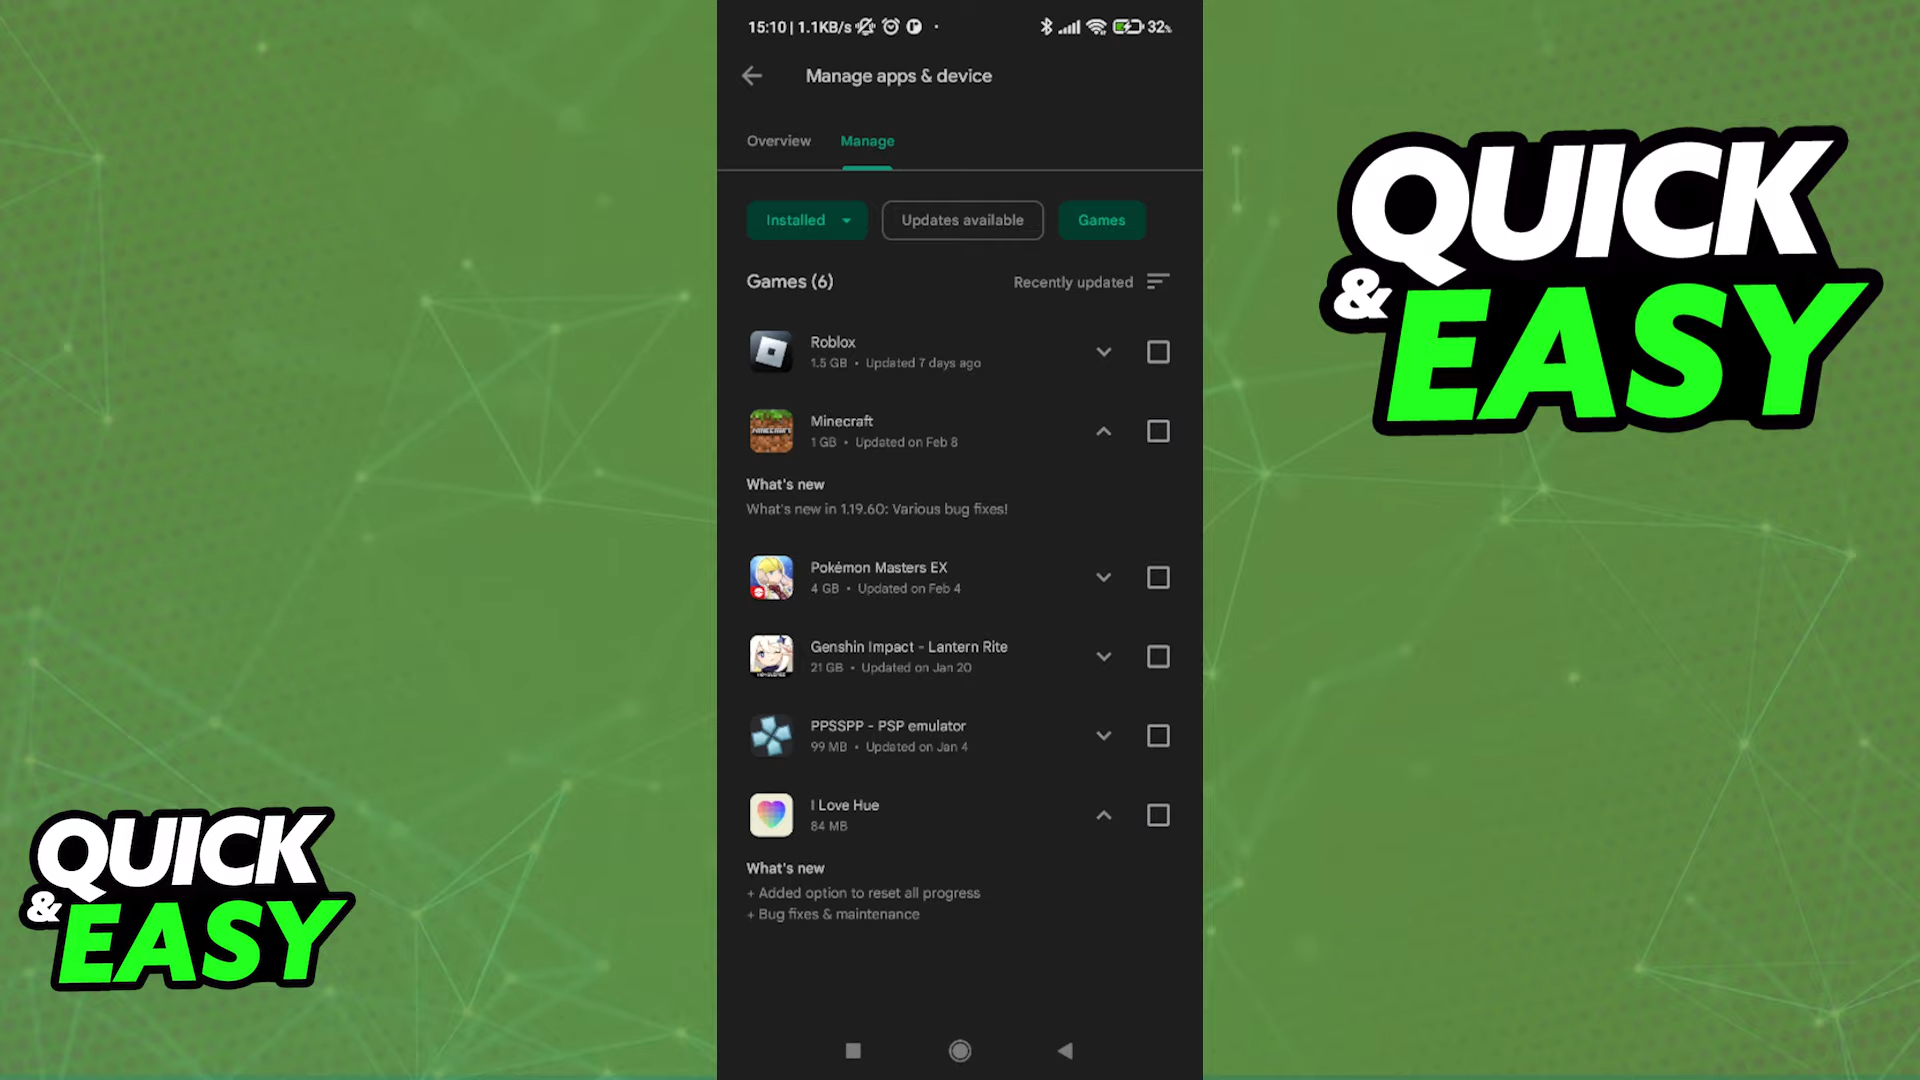 15:10 | 1.1KB/s
32%
Manage apps & device
Overview
Manage
Installed
Updates available
Games
Games (6)
Recently updated
Roblox
1.5 GB • Updated 7 days ago
Minecraft
1 GB • Updated on Feb 8
What's new
What's new in 1.19.60: Various bug fixes!
Pokémon Masters EX
4 GB • Updated on Feb 4
Genshin Impact - Lantern Rite
21 GB • Updated on Jan 20
PPSSPP - PSP emulator
99 MB • Updated on Jan 4
I Love Hue
84 MB
What's new
+ Added option to reset all progress
+ Bug fixes & maintenance
QUICK
& EASY
QUICK
& EASY